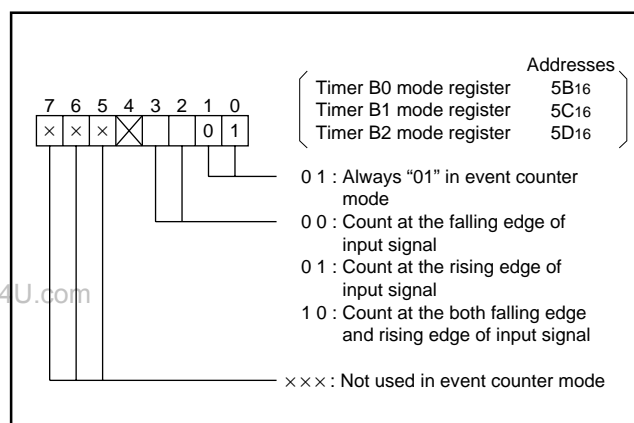 Addresses
Timer B0 mode register 5B16
Timer B1 mode register 5C16
Timer B2 mode register 5D16
7 6 5 4 3 2 1 0
× × × 0 1
0 1 : Always “01” in event counter
mode
0 0 : Count at the falling edge of
input signal
0 1 : Count at the rising edge of
input signal
1 0 : Count at the both falling edge
and rising edge of input signal
4U.com
××× : Not used in event counter mode